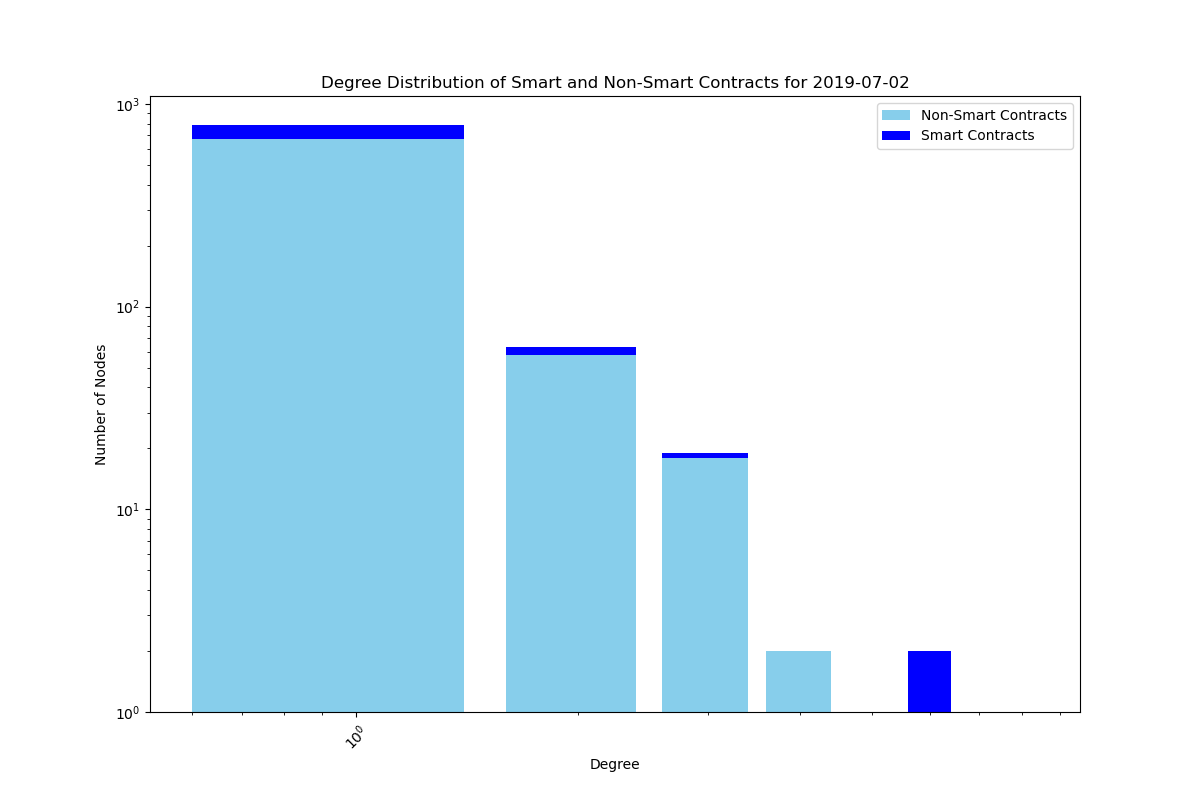 Degree Distribution of Smart and Non-Smart Contracts for 2019-07-02
Non-Smart Contracts
Smart Contracts
Number of Nodes
10³
10²
10¹
10⁰
10⁰
Degree